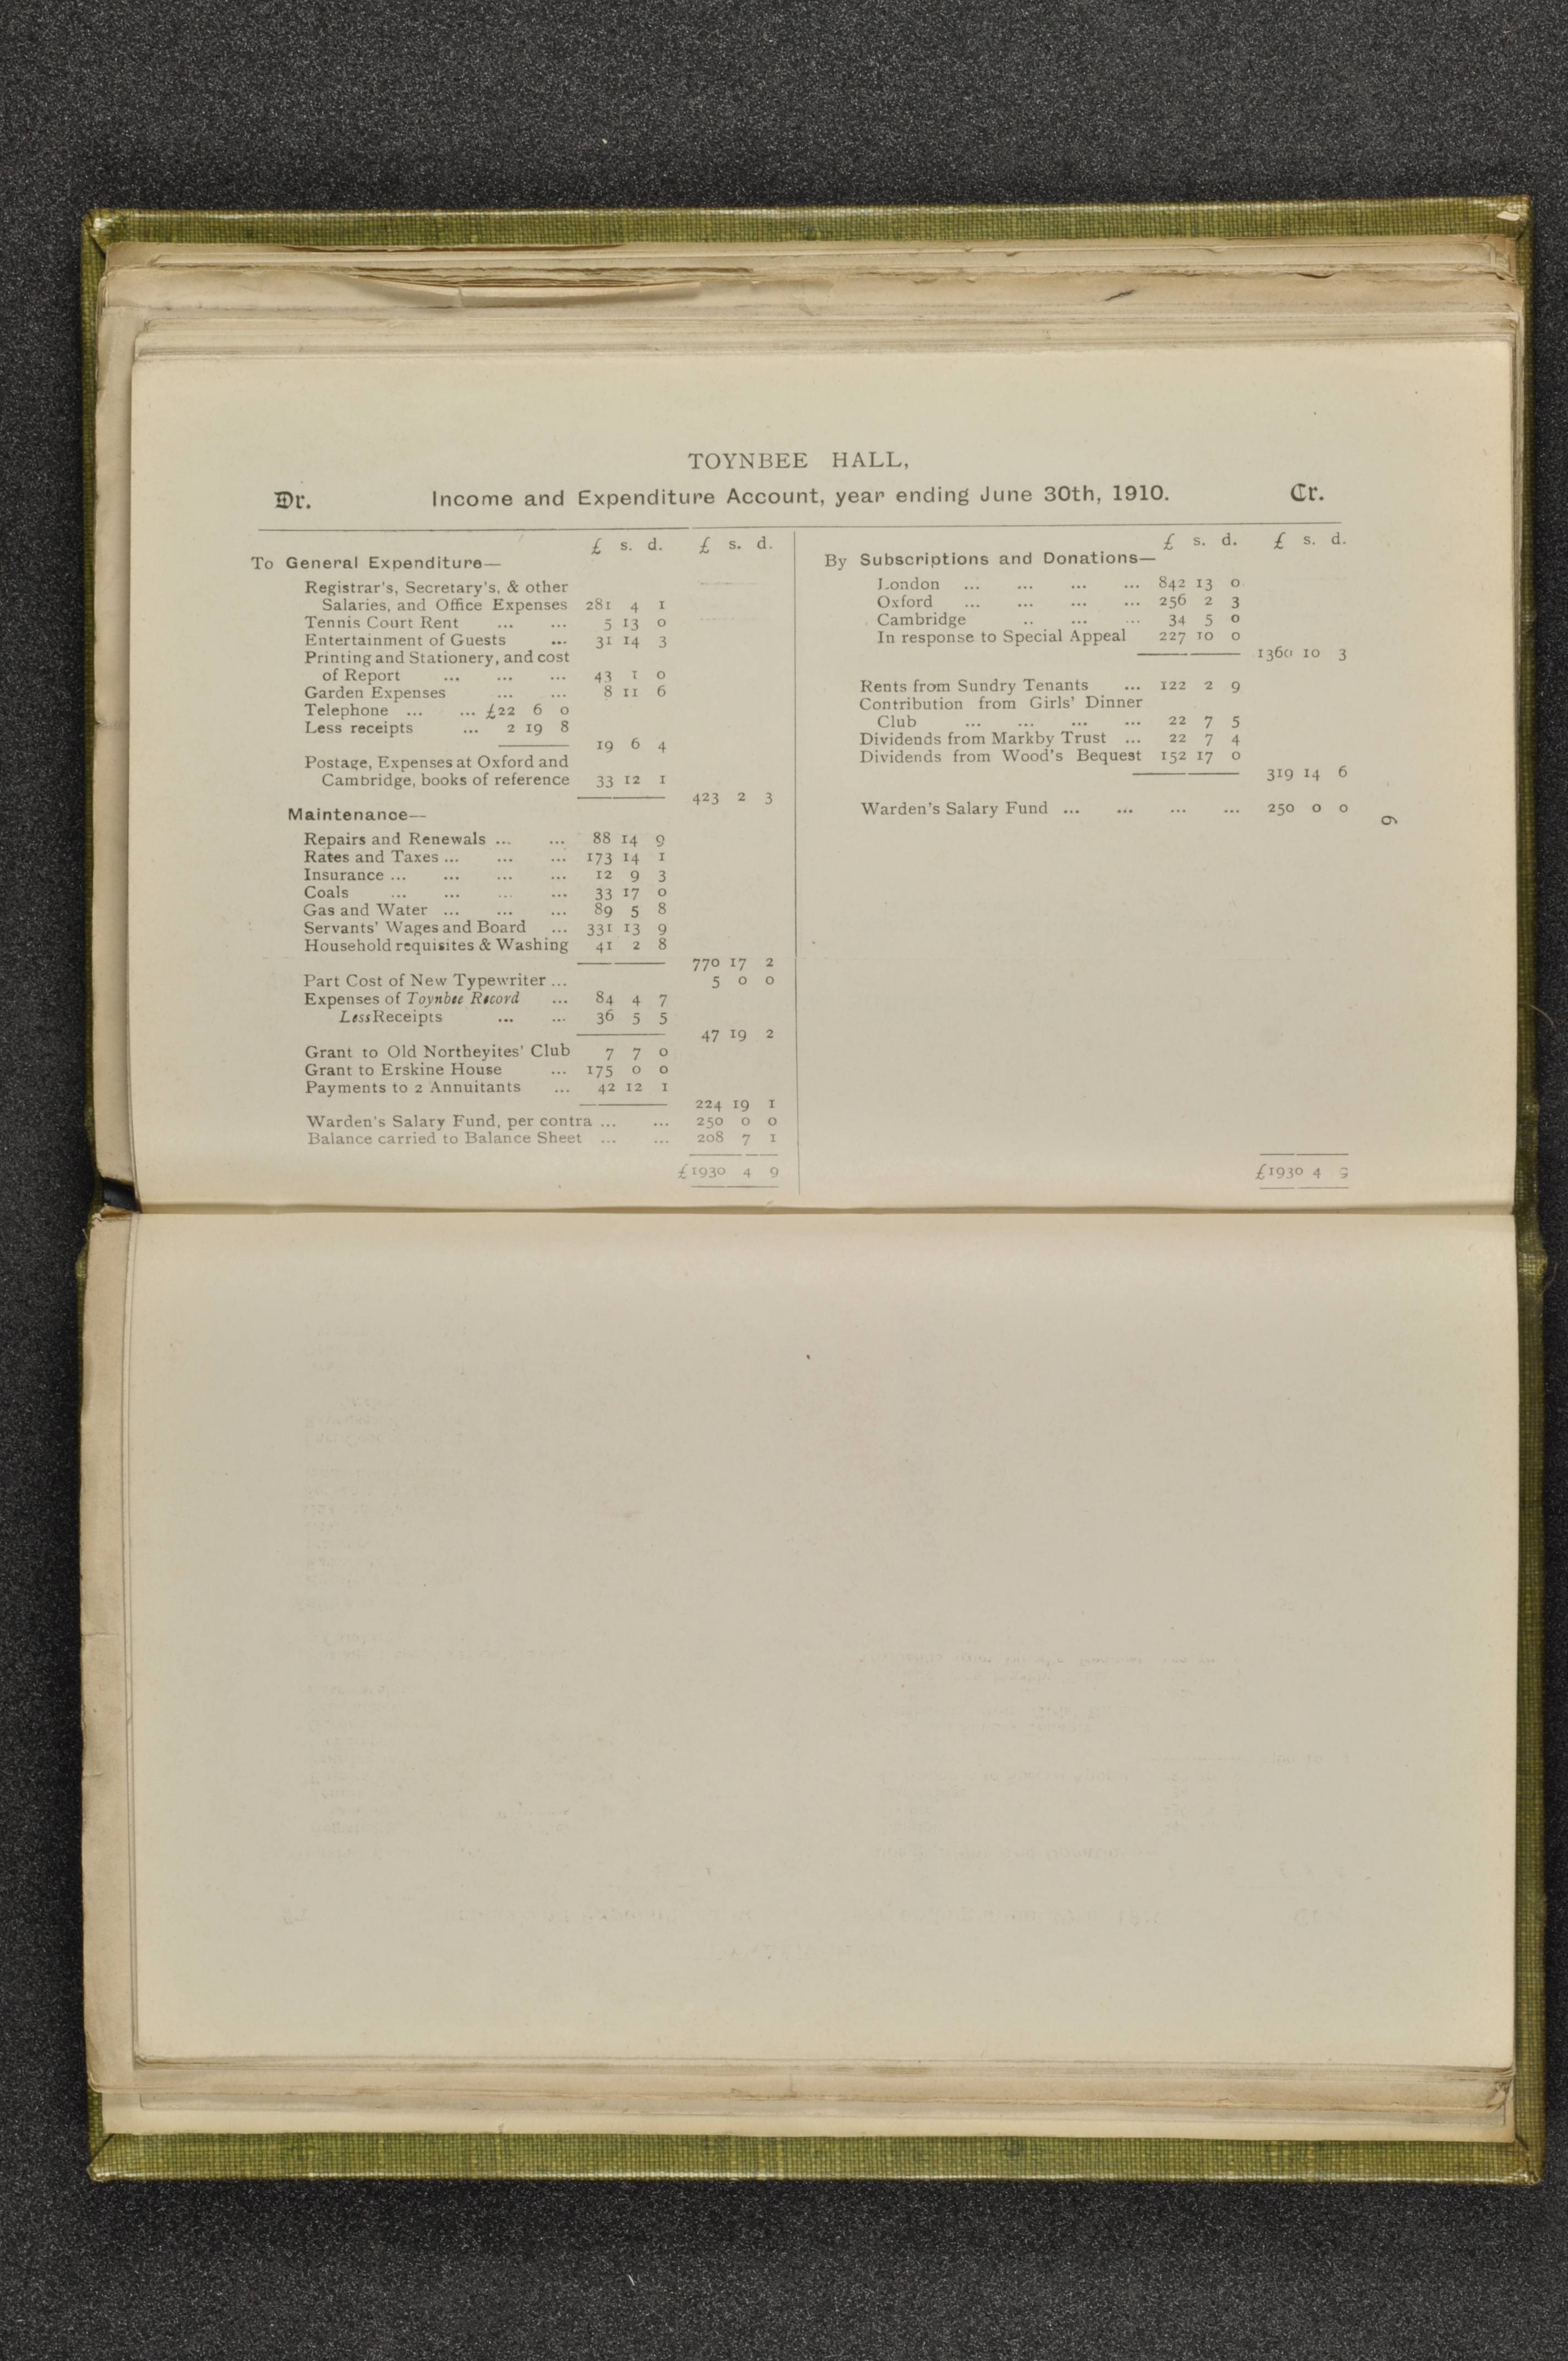 TOYNBEE HALL,
Dr. Income and Expenditure Account, year ending June 30th, 1910. Cr.
£ s. d. £ s. d.
To General Expenditure—
Registrar's, Secretary's, & other
Salaries, and Office Expenses 281 4 1
Tennis Court Rent ... ... 5 13 0
Entertainment of Guests ... 31 14 3
Printing and Stationery, and cost
of Report ... ... ... 43 1 0
Garden Expenses ... ... 8 11 6
Telephone ... ... £22 6 0
Less receipts ... 2 19 8
19 6 4
Postage, Expenses at Oxford and
Cambridge, books of reference 33 12 1
423 2 3
Maintenance—
Repairs and Renewals ... ... 88 14 9
Rates and Taxes ... ... ... 173 14 1
Insurance ... ... ... ... 12 9 3
Coals ... ... ... ... 33 17 0
Gas and Water ... ... ... 89 5 8
Servants' Wages and Board ... 331 13 9
Household requisites & Washing 41 2 8
770 17 2
Part Cost of New Typewriter ... 5 0 0
Expenses of Toynbee Record ... 84 4 7
Less Receipts ... ... 36 5 5
47 19 2
Grant to Old Northeyites' Club 7 7 0
Grant to Erskine House ... 175 0 0
Payments to 2 Annuitants ... 42 12 1
224 19 1
Warden's Salary Fund, per contra ... ... 250 0 0
Balance carried to Balance Sheet ... ... 208 7 1
£1930 4 9
£ s. d. £ s. d.
By Subscriptions and Donations—
London ... ... ... ... 842 13 0
Oxford ... ... ... ... 256 2 3
Cambridge .. ... ... 34 5 0
In response to Special Appeal 227 10 0
1360 10 3
Rents from Sundry Tenants ... 122 2 9
Contribution from Girls' Dinner
Club ... ... ... ... 22 7 5
Dividends from Markby Trust ... 22 7 4
Dividends from Wood's Bequest 152 17 0
319 14 6
Warden's Salary Fund ... ... ... ... 250 0 0
£1930 4 9
6